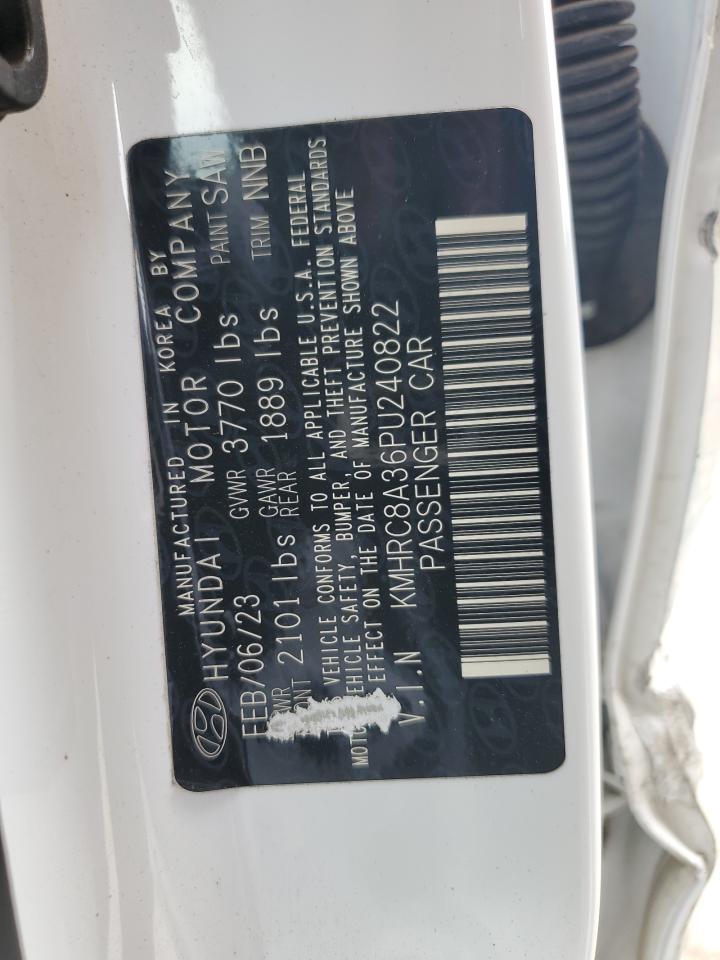 MANUFACTURED IN KOREA BY
HYUNDAI MOTOR COMPANY
FEB/06/23 GVWR 3770 lbs PAINT SAW
2101 lbs GAWR REAR 1889 lbs TRIM NNB
VEHICLE CONFORMS TO ALL APPLICABLE U.S.A. FEDERAL
VEHICLE SAFETY, BUMPER, AND THEFT PREVENTION STANDARDS
EFFECT ON THE DATE OF MANUFACTURE SHOWN ABOVE
V.I.N KMHRC8A36PU240822
PASSENGER CAR